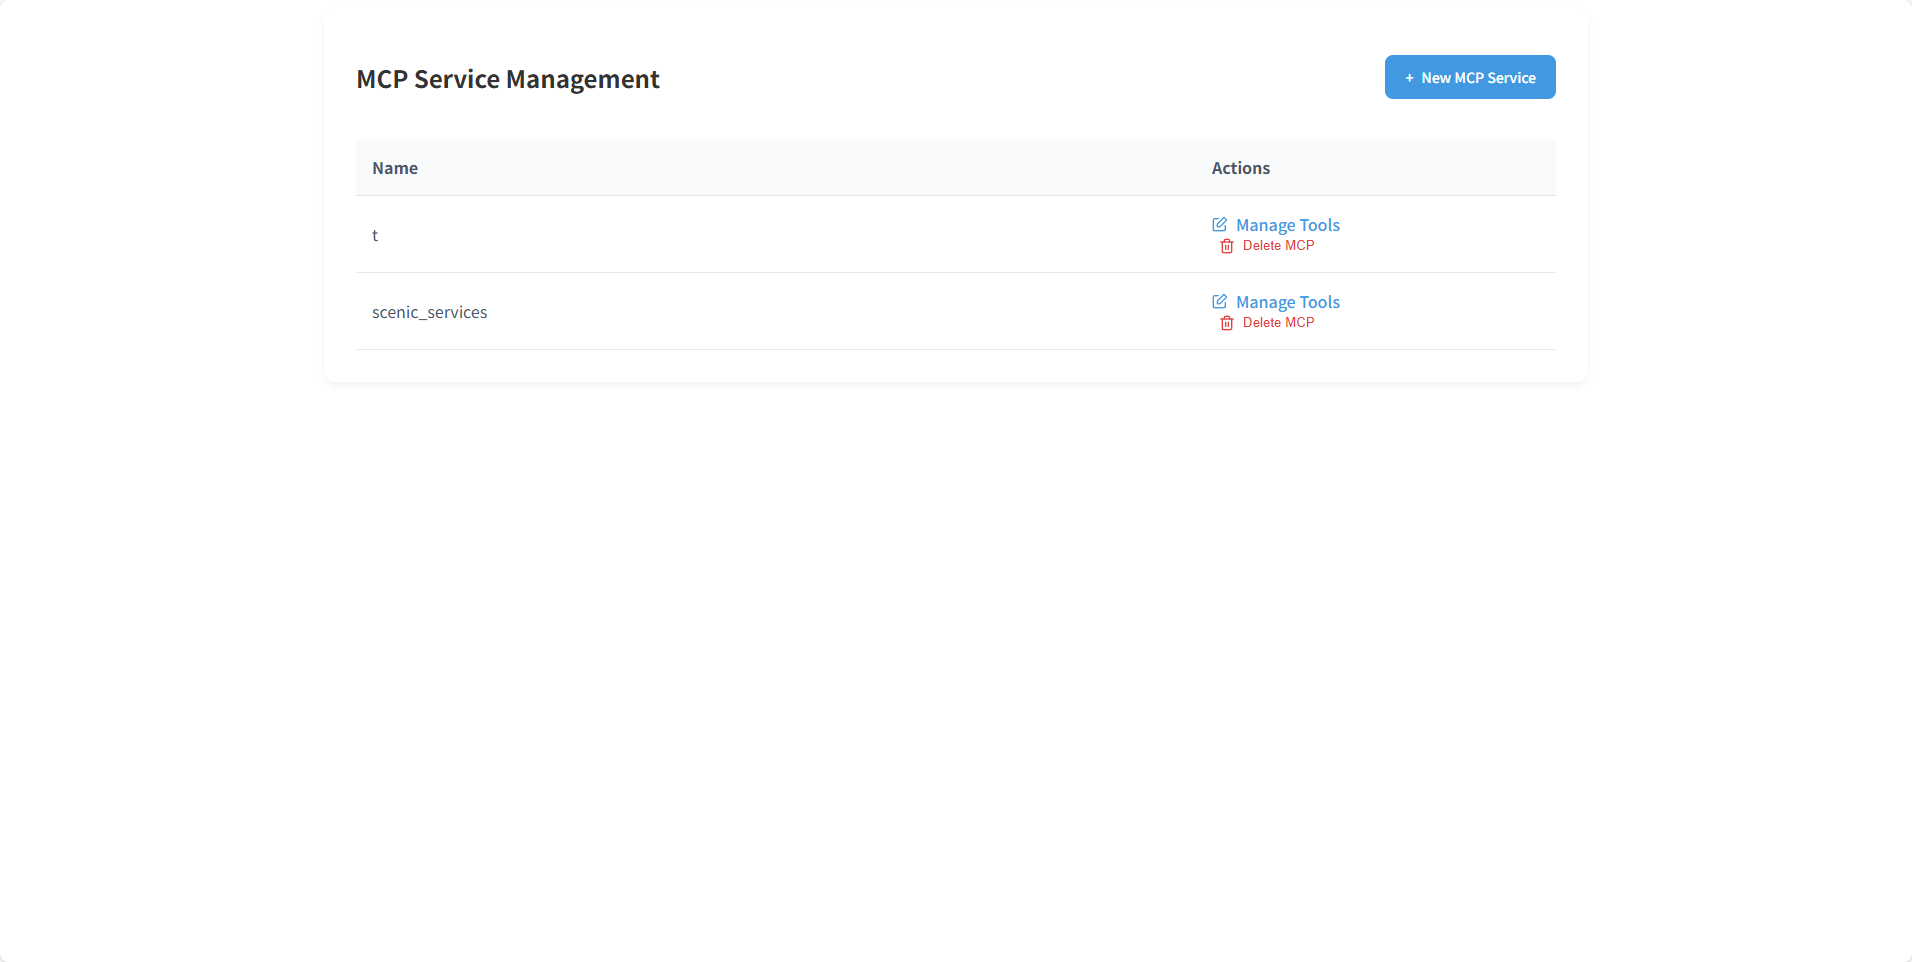 MCP Service Management
+ New MCP Service
Name Actions
t
Manage Tools
Delete MCP
scenic_services
Manage Tools
Delete MCP